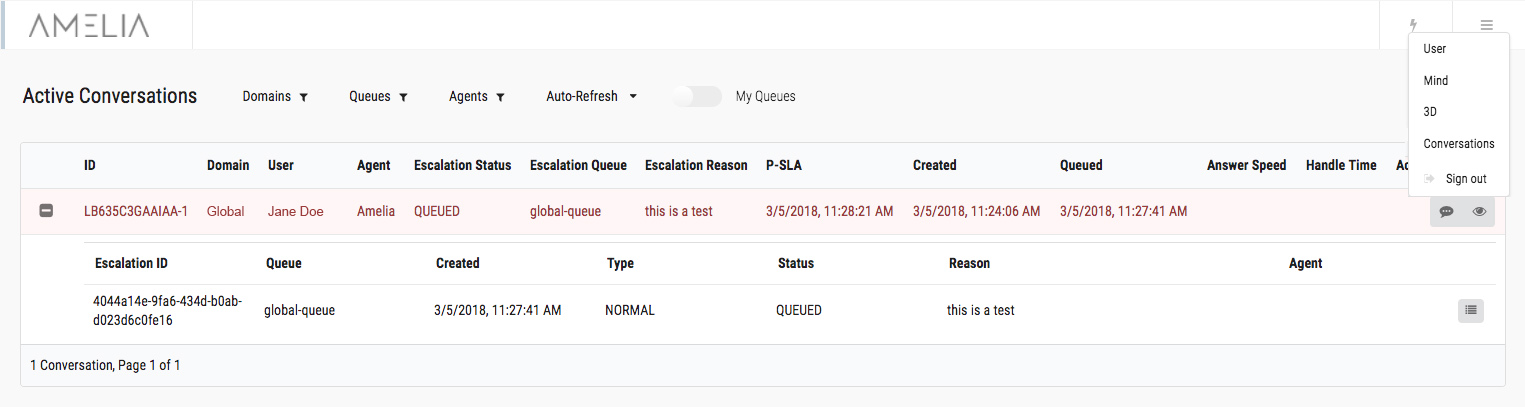 AMELIA
User
Mind
3D
Conversations
Sign out
Active Conversations Domains Queues Agents Auto-Refresh My Queues
ID Domain User Agent Escalation Status Escalation Queue Escalation Reason P-SLA Created Queued Answer Speed Handle Time
LB635C3GAAIAA-1 Global Jane Doe Amelia QUEUED global-queue this is a test 3/5/2018, 11:28:21 AM 3/5/2018, 11:24:06 AM 3/5/2018, 11:27:41 AM
Escalation ID Queue Created Type Status Reason Agent
4044a14e-9fa6-434d-b0ab-
d023d6c0fe16 global-queue 3/5/2018, 11:27:41 AM NORMAL QUEUED this is a test
1 Conversation, Page 1 of 1